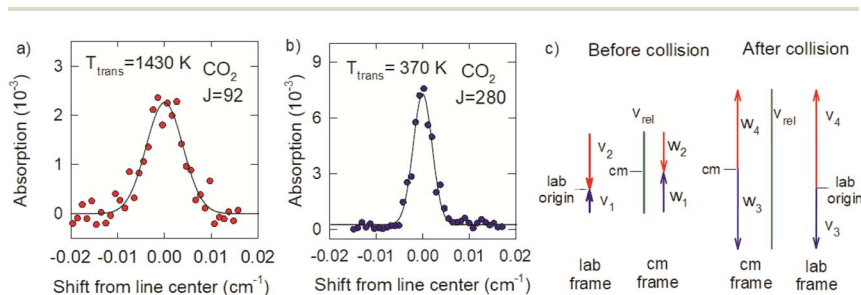 a)
T_trans=1430 K
CO₂
J=92
Absorption (10⁻³)
3
2
1
0
-0.02 -0.01 0.00 0.01 0.02
Shift from line center (cm⁻¹)
b)
T_trans=370 K
CO₂
J=280
Absorption (10⁻³)
9
6
3
0
-0.02 -0.01 0.00 0.01 0.02
Shift from line center (cm⁻¹)
c)
Before collision
After collision
v₂
lab
origin
v₁
v_rel
cm
w₂
w₁
lab
frame
cm
frame
w₄
cm
w₃
v_rel
v₄
lab
origin
v₃
cm
frame
lab
frame